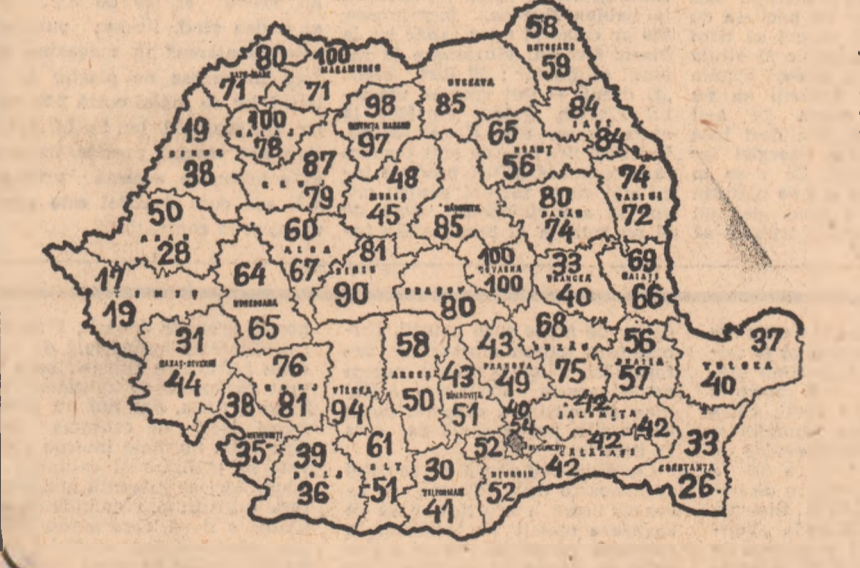 58
BOTOȘANI
59
80
SATU-MARE
71
100
MARAMUREȘ
71
SUCEAVA
85
98
BISTRIȚA NĂSĂUD
97
84
IAȘI
84
100
SĂLAJ
78
19
BIHOR
38
65
NEAMȚ
56
87
CLUJ
79
48
MUREȘ
45
74
VASLUI
72
80
BACĂU
74
HARGHITA
85
50
ARAD
28
60
ALBA
67
81
SIBIU
90
100
COVASNA
100
33
VRANCEA
40
69
GALAȚI
66
17
TIMIȘ
19
64
HUNEDOARA
65
BRAȘOV
80
31
CARAȘ-SEVERIN
44
76
GORJ
81
58
ARGEȘ
50
43
PRAHOVA
49
68
BUZĂU
75
56
BRĂILA
57
37
TULCEA
40
VÎLCEA
94
43
DÎMBOVIȚA
51
38
MEHEDINȚI
35
40
54
42
IALOMIȚA
42
39
DOLJ
36
61
OLT
51
30
TELEORMAN
41
52
GIURGIU
52
42
CĂLĂRAȘI
42
33
CONSTANȚA
26